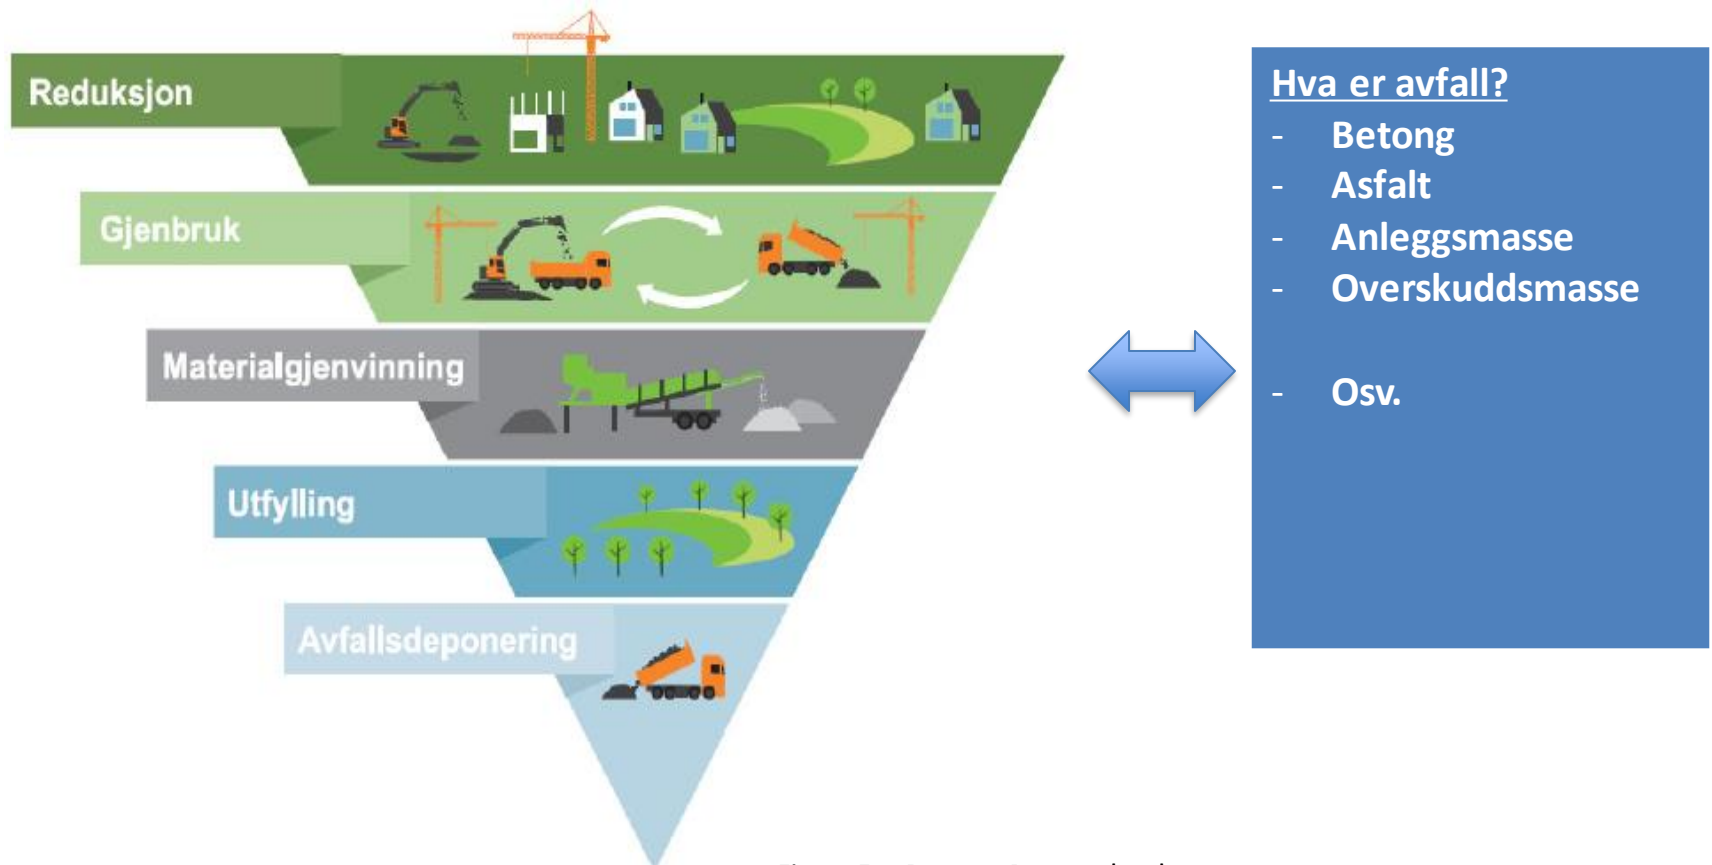 Reduksjon
Gjenbruk
Materialgjenvinning
Utfylling
Avfallsdeponering
Hva er avfall?
- Betong
- Asfalt
- Anleggsmasse
- Overskuddsmasse
- Osv.